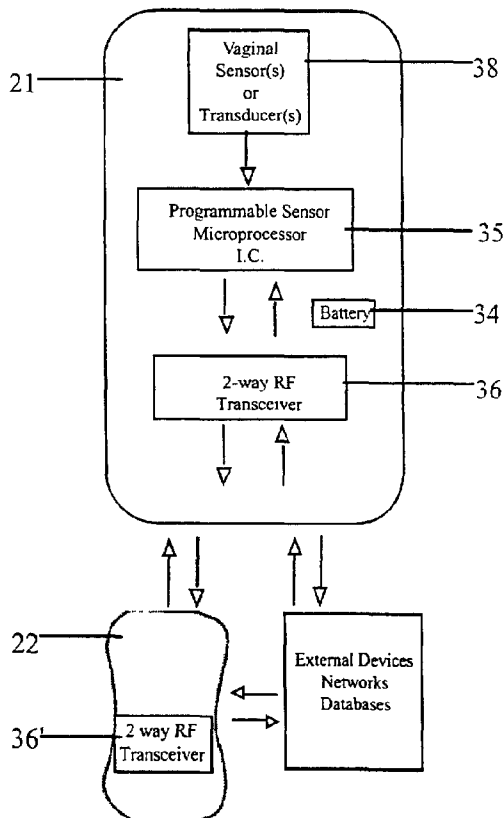 Vaginal
Sensor(s)
or
Transducer(s)
21
38
Programmable Sensor
Microprocessor
I.C.
35
Battery
34
2-way RF
Transceiver
36
22
External Devices
Networks
Databases
36'
2 way RF
Transceiver